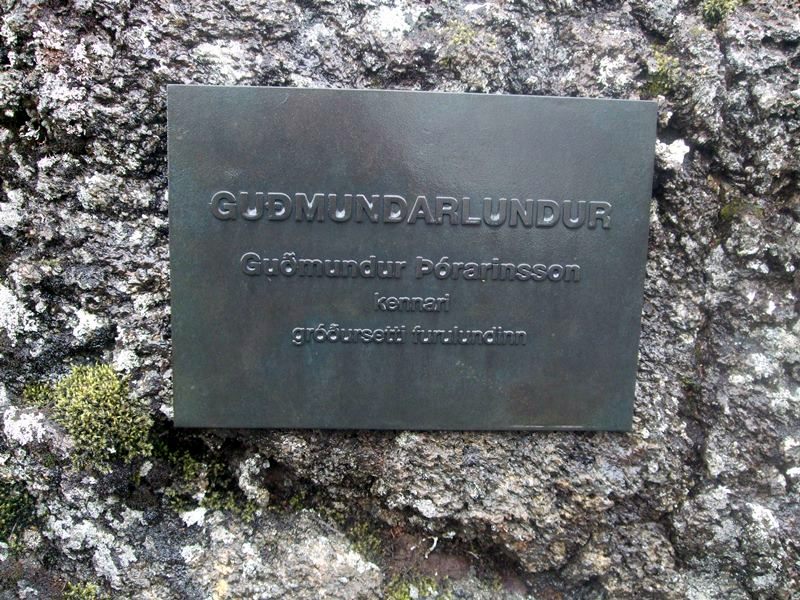 GUÐMUNDARLUNDUR
Guðmundur Þórarinsson
kennari
gróðursetti furulundinn